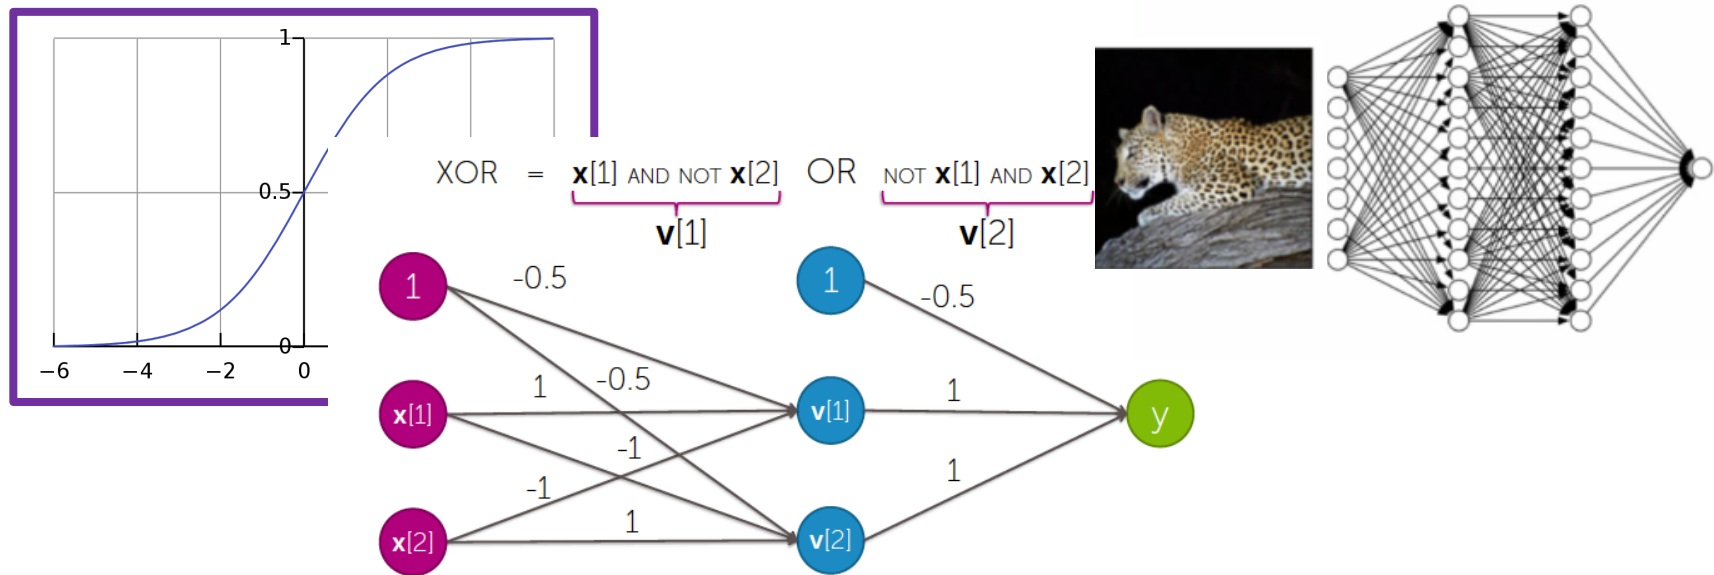 1
0.5
0
−6
−4
−2
0
XOR = x[1] AND NOT x[2] OR NOT x[1] AND x[2]
v[1]
v[2]
1
-0.5
1
-0.5
1
-0.5
x[1]
v[1]
1
y
-1
-1
1
1
x[2]
v[2]